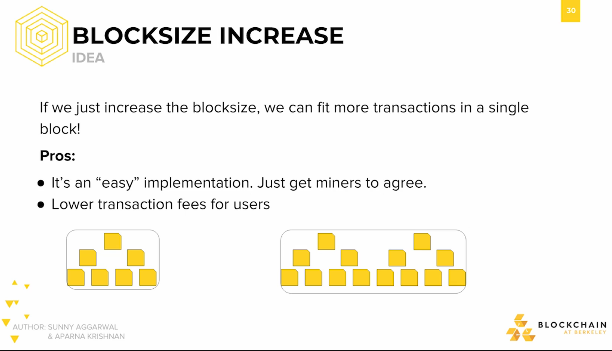 30
BLOCKSIZE INCREASE
IDEA
If we just increase the blocksize, we can fit more transactions in a single
block!
Pros:
● It's an “easy” implementation. Just get miners to agree.
● Lower transaction fees for users
AUTHOR: SUNNY AGGARWAL
& APARNA KRISHNAN
BLOCKCHAIN
AT BERKELEY